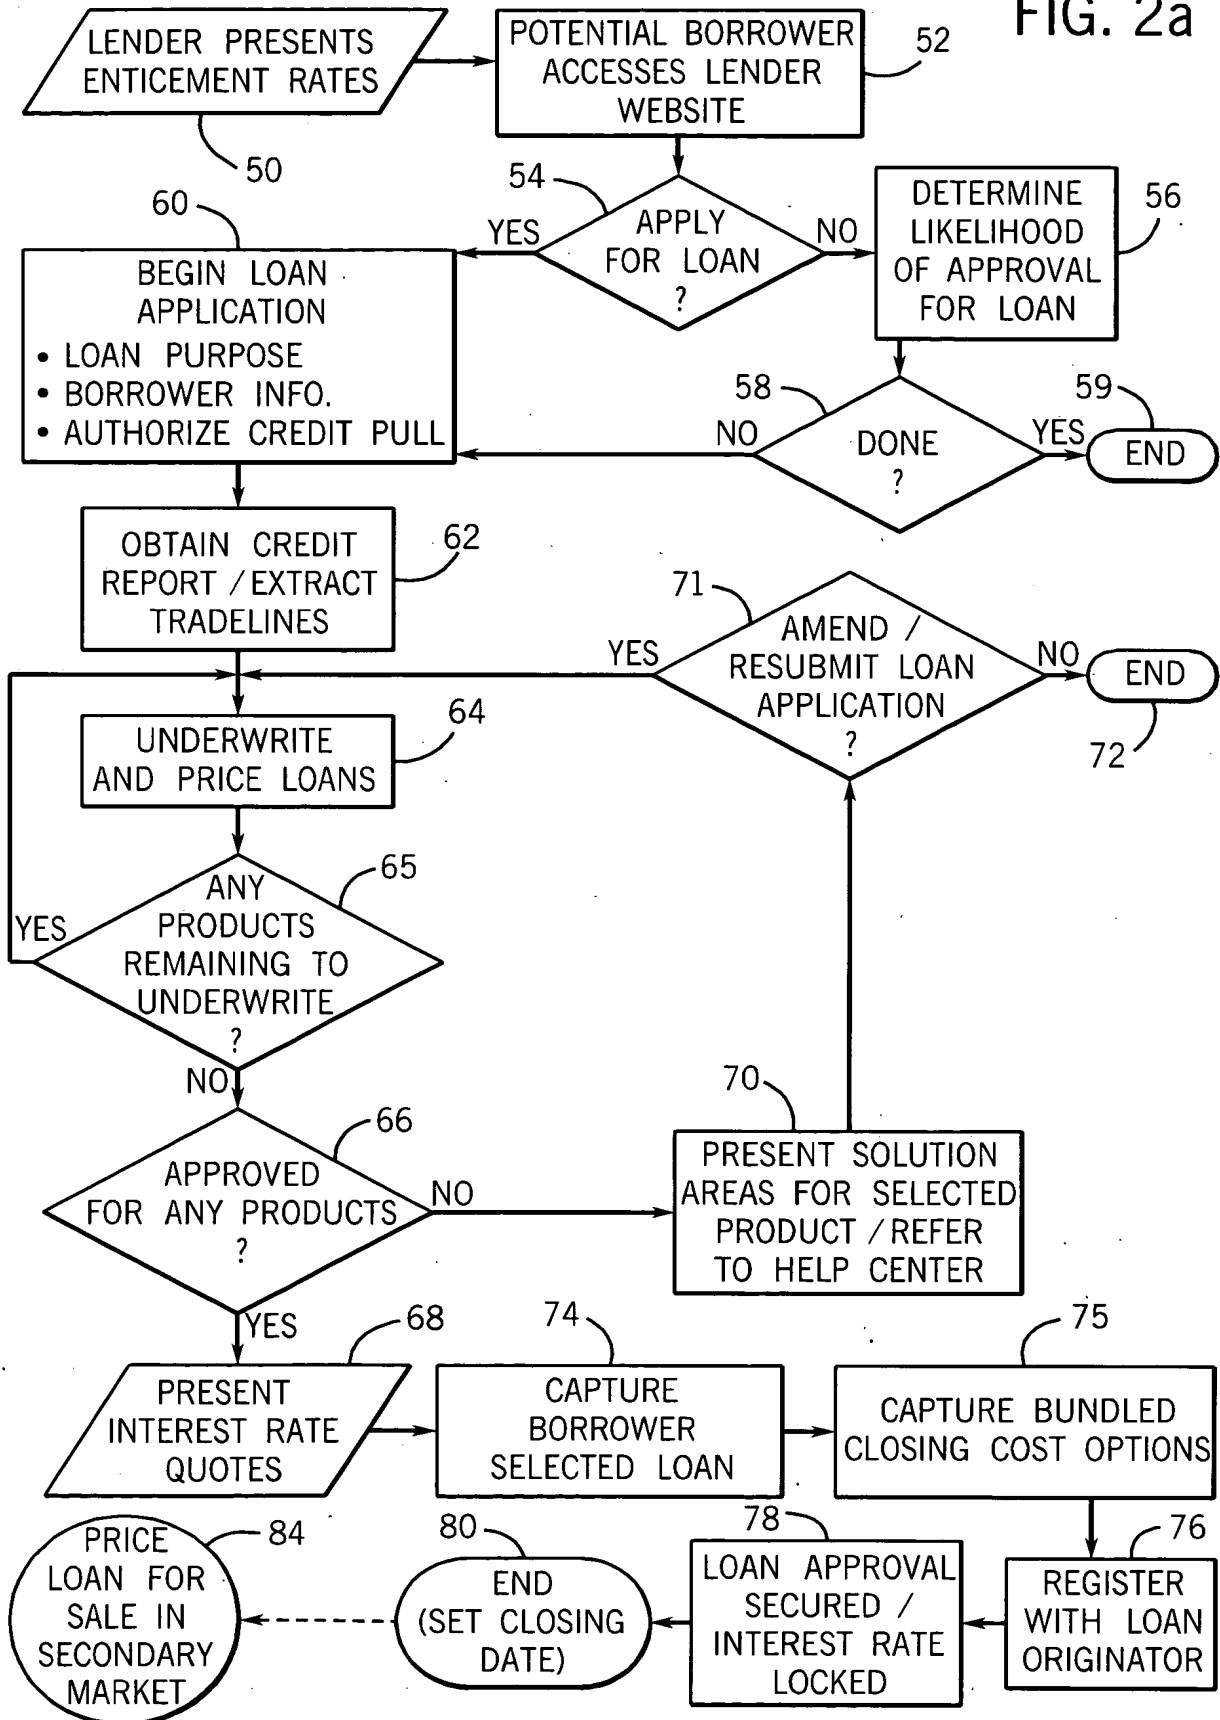 FIG. 2a
LENDER PRESENTS
ENTICEMENT RATES
50
POTENTIAL BORROWER
ACCESSES LENDER
WEBSITE
52
54
APPLY
FOR LOAN
?
YES
NO
DETERMINE
LIKELIHOOD
OF APPROVAL
FOR LOAN
56
60
BEGIN LOAN
APPLICATION
• LOAN PURPOSE
• BORROWER INFO.
• AUTHORIZE CREDIT PULL
58
DONE
?
NO
YES
59
END
OBTAIN CREDIT
REPORT / EXTRACT
TRADELINES
62
71
AMEND /
RESUBMIT LOAN
APPLICATION
?
YES
NO
END
72
UNDERWRITE
AND PRICE LOANS
64
ANY
PRODUCTS
REMAINING TO
UNDERWRITE
?
65
YES
NO
66
APPROVED
FOR ANY PRODUCTS
?
NO
YES
70
PRESENT SOLUTION
AREAS FOR SELECTED
PRODUCT / REFER
TO HELP CENTER
68
PRESENT
INTEREST RATE
QUOTES
74
CAPTURE
BORROWER
SELECTED LOAN
75
CAPTURE BUNDLED
CLOSING COST OPTIONS
76
REGISTER
WITH LOAN
ORIGINATOR
78
LOAN APPROVAL
SECURED /
INTEREST RATE
LOCKED
80
END
(SET CLOSING
DATE)
84
PRICE
LOAN FOR
SALE IN
SECONDARY
MARKET